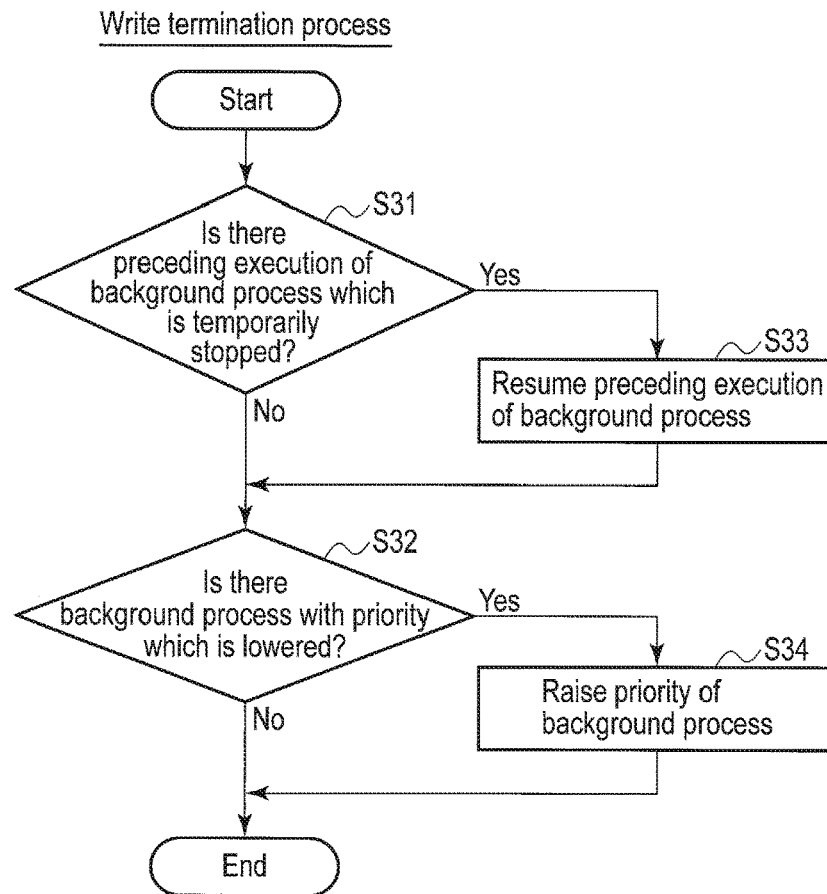 Write termination process
Start
S31
Is there
preceding execution of
background process which
is temporarily
stopped?
Yes
No
S33
Resume preceding execution
of background process
S32
Is there
background process with priority
which is lowered?
Yes
No
S34
Raise priority of
background process
End